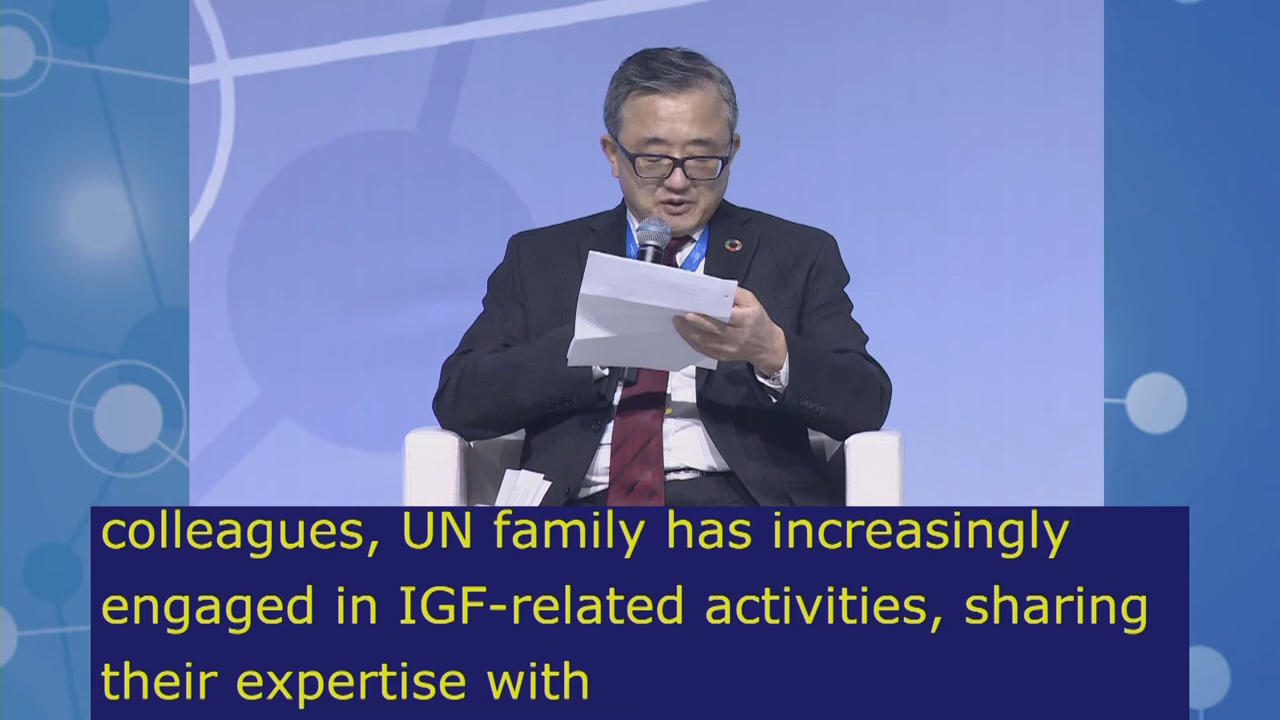 colleagues, UN family has increasingly
engaged in IGF-related activities, sharing
their expertise with